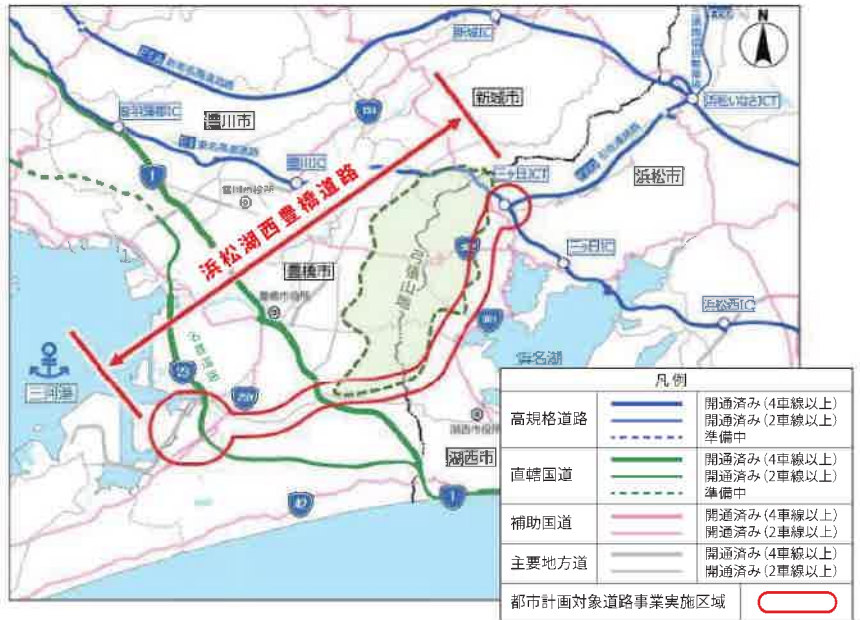 N
新城IC
浜松いなさJCT
新城市
151
音羽蒲郡IC
豊川市
豊川IC
三ヶ日JCT
浜松市
1
豊川市役所
浜松湖西豊橋道路
三ヶ日IC
豊橋市
豊橋市役所
浜松西IC
301
浜名湖
三河港
23
259
湖西市役所
湖西市
42
1
凡例
高規格道路
開通済み(4車線以上)
開通済み(2車線以上)
準備中
直轄国道
開通済み(4車線以上)
開通済み(2車線以上)
準備中
補助国道
開通済み(4車線以上)
開通済み(2車線以上)
主要地方道
開通済み(4車線以上)
開通済み(2車線以上)
都市計画対象道路事業実施区域